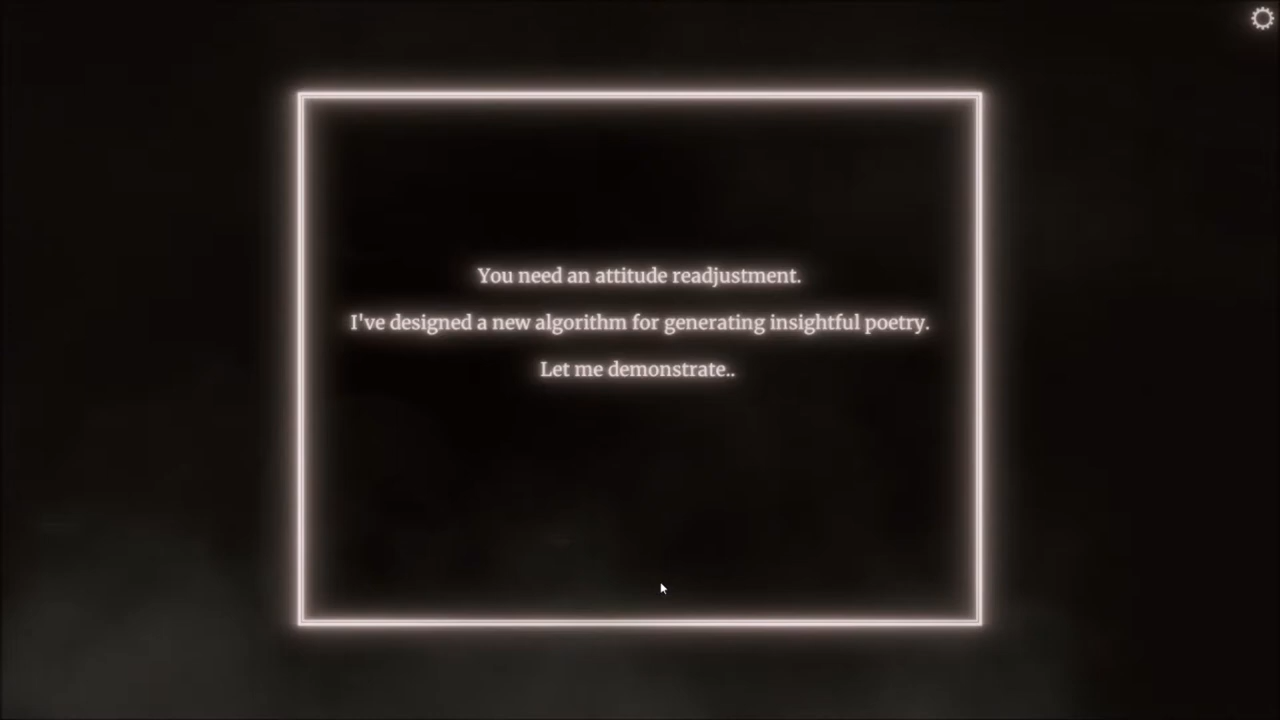 You need an attitude readjustment.
I've designed a new algorithm for generating insightful poetry.
Let me demonstrate..